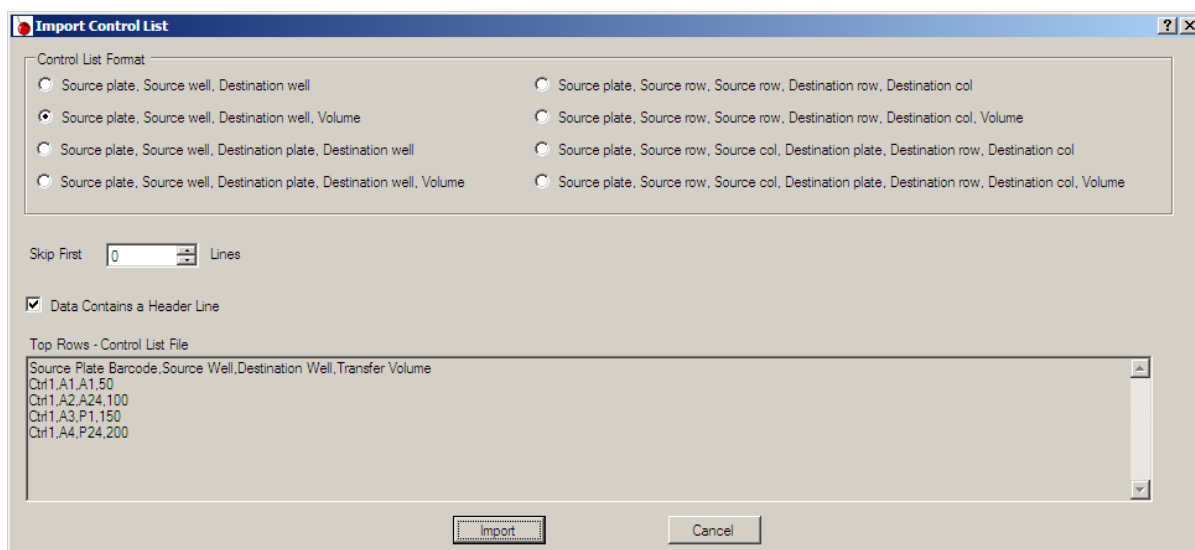 Import Control List
Control List Format
Source plate, Source well, Destination well
Source plate, Source row, Source row, Destination row, Destination col
Source plate, Source well, Destination well, Volume
Source plate, Source row, Source row, Destination row, Destination col, Volume
Source plate, Source well, Destination plate, Destination well
Source plate, Source row, Source col, Destination plate, Destination row, Destination col
Source plate, Source well, Destination plate, Destination well, Volume
Source plate, Source row, Source col, Destination plate, Destination row, Destination col, Volume
Skip First 0 Lines
Data Contains a Header Line
Top Rows - Control List File
Source Plate Barcode,Source Well,Destination Well,Transfer Volume
Ctrl1,A1,A1,50
Ctrl1,A2,A24,100
Ctrl1,A3,P1,150
Ctrl1,A4,P24,200
Import Cancel